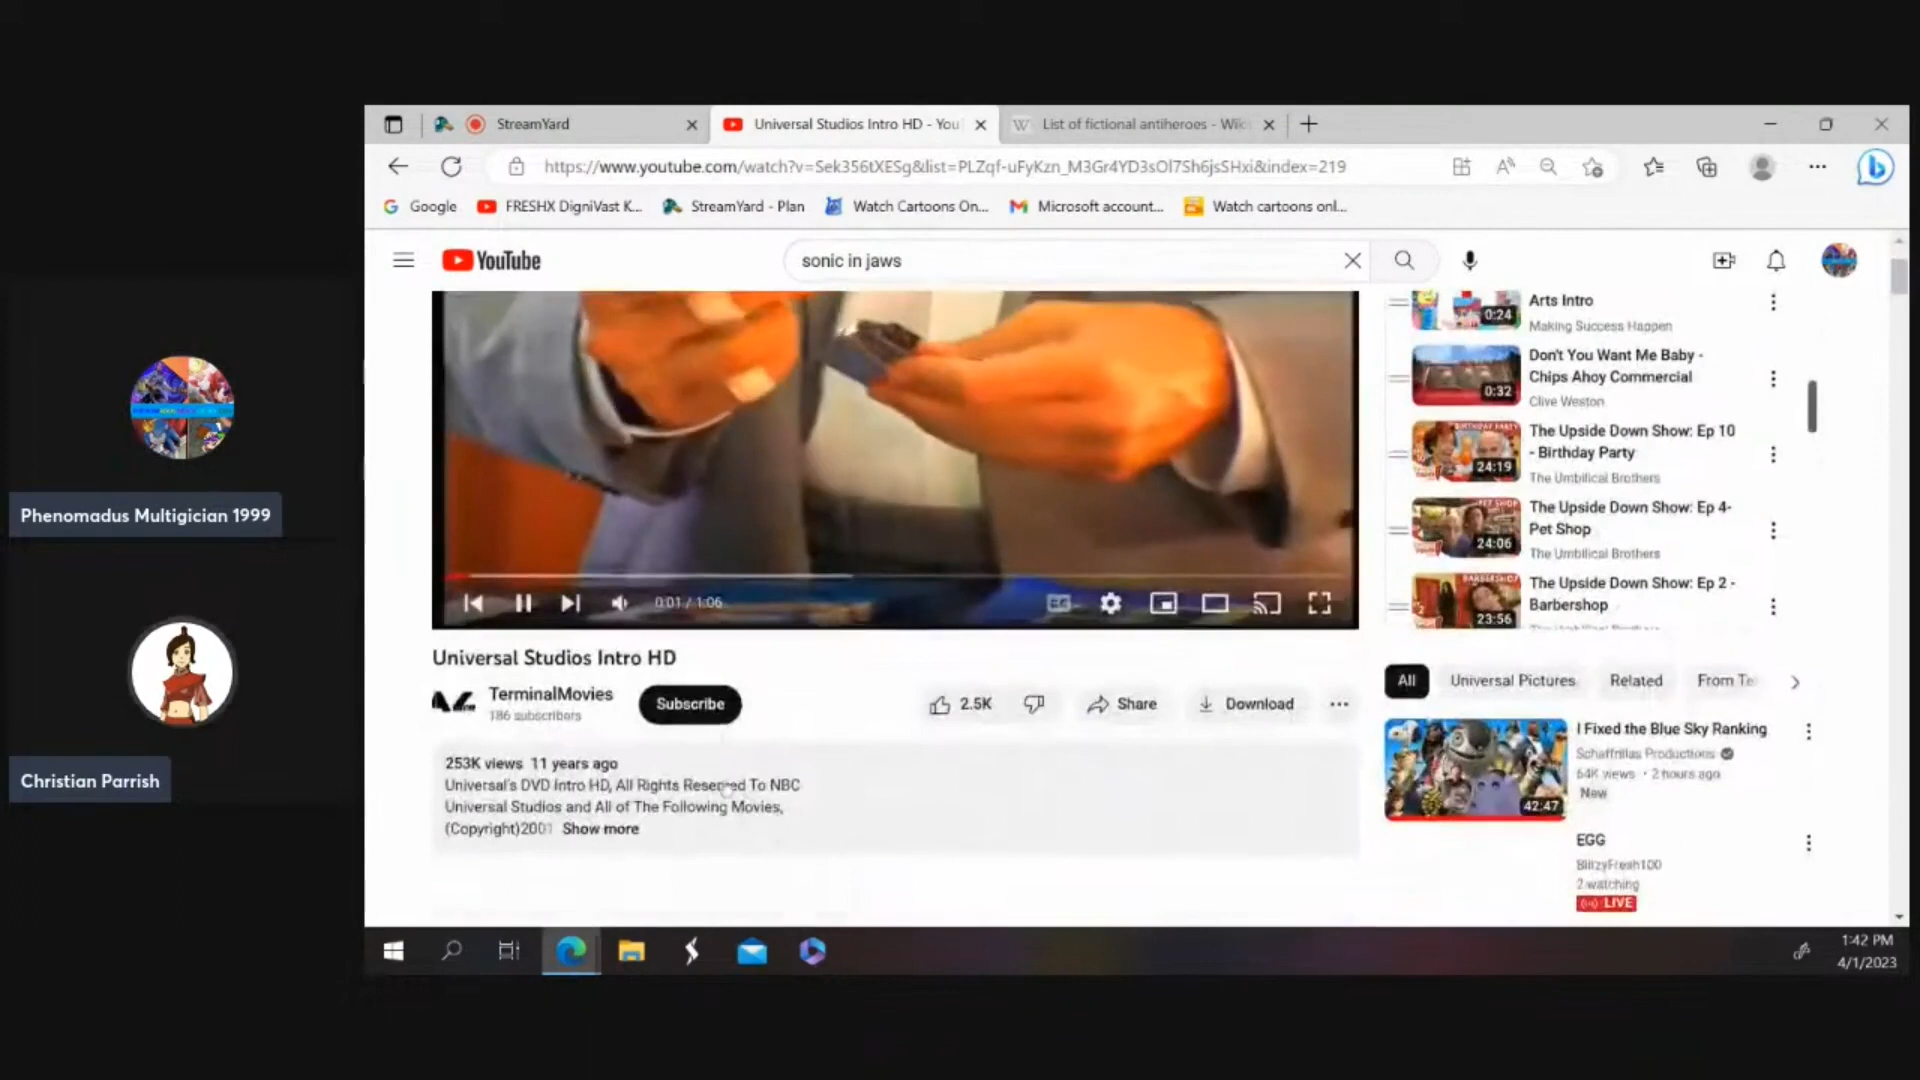 StreamYard
Universal Studios Intro HD - You
List of fictional antiheroes - Wik
https://www.youtube.com/watch?v=Sek356tXESg&list=PLZqf-uFyKzn_M3Gr4YD3sOl7Sh6jsSHxi&index=219
Google
FRESHX DigniVast K...
StreamYard - Plan
Watch Cartoons On...
Microsoft account...
Watch cartoons onl...
YouTube
sonic in jaws
Arts Intro
0:24
Making Success Happen
Don't You Want Me Baby -
Chips Ahoy Commercial
0:32
Clive Weston
The Upside Down Show: Ep 10
- Birthday Party
24:19
The Umbilical Brothers
The Upside Down Show: Ep 4-
Pet Shop
24:06
The Umbilical Brothers
The Upside Down Show: Ep 2 -
Barbershop
23:56
Phenomadus Multigician 1999
Christian Parrish
0:01 / 1:06
Universal Studios Intro HD
TerminalMovies
186 subscribers
Subscribe
2.5K
Share
Download
253K views 11 years ago
Universal's DVD Intro HD, All Rights Reserved To NBC
Universal Studios and All of The Following Movies,
(Copyright)2001 Show more
All
Universal Pictures
Related
From Te
I Fixed the Blue Sky Ranking
Schaffrillas Productions
64K views • 2 hours ago
New
42:47
EGG
BlitzyFresh100
2 watching
LIVE
1:42 PM
4/1/2023